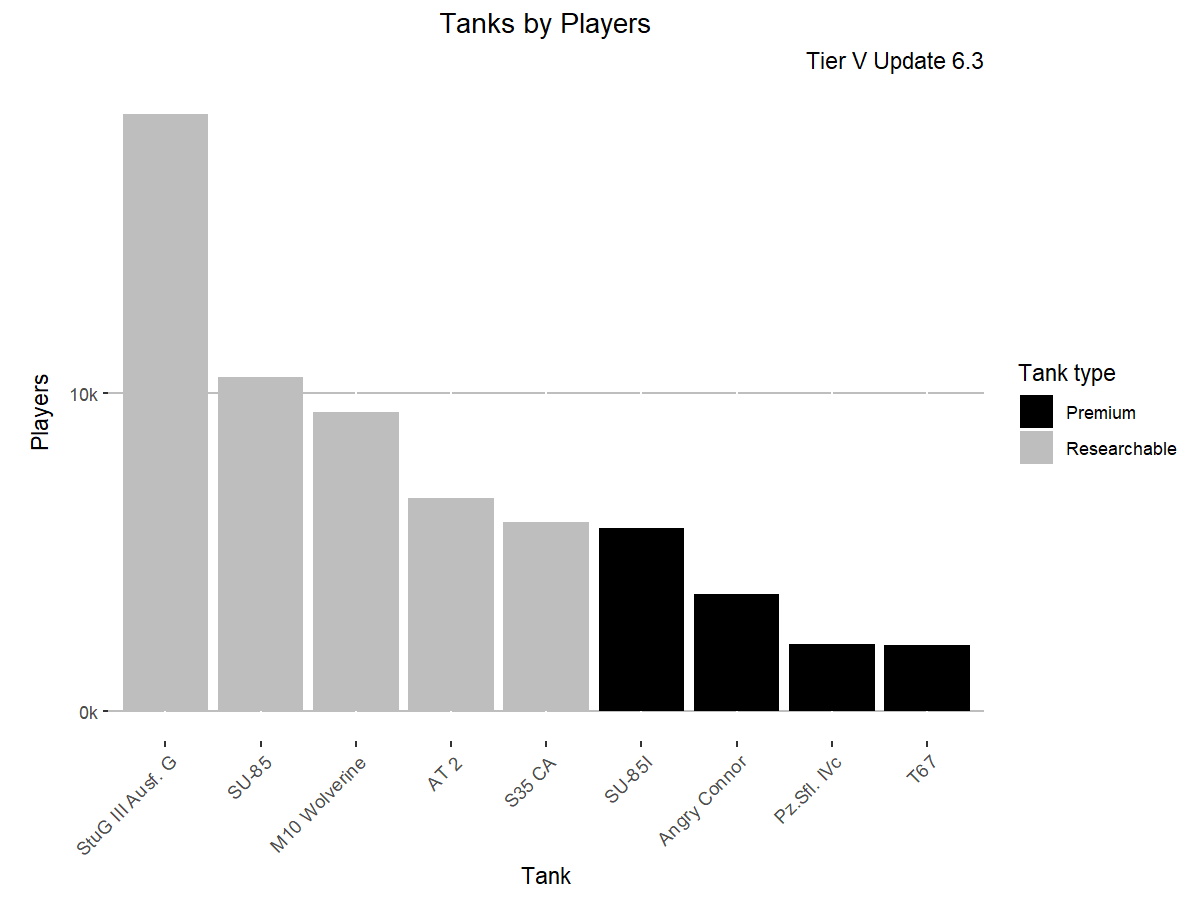 Tanks by Players
Tier V Update 6.3
Players
10k
0k
StuG III Ausf. G
SU-85
M10 Wolverine
AT 2
S35 CA
SU-85I
Angry Connor
Pz.Sfl. IVc
T67
Tank
Tank type
Premium
Researchable